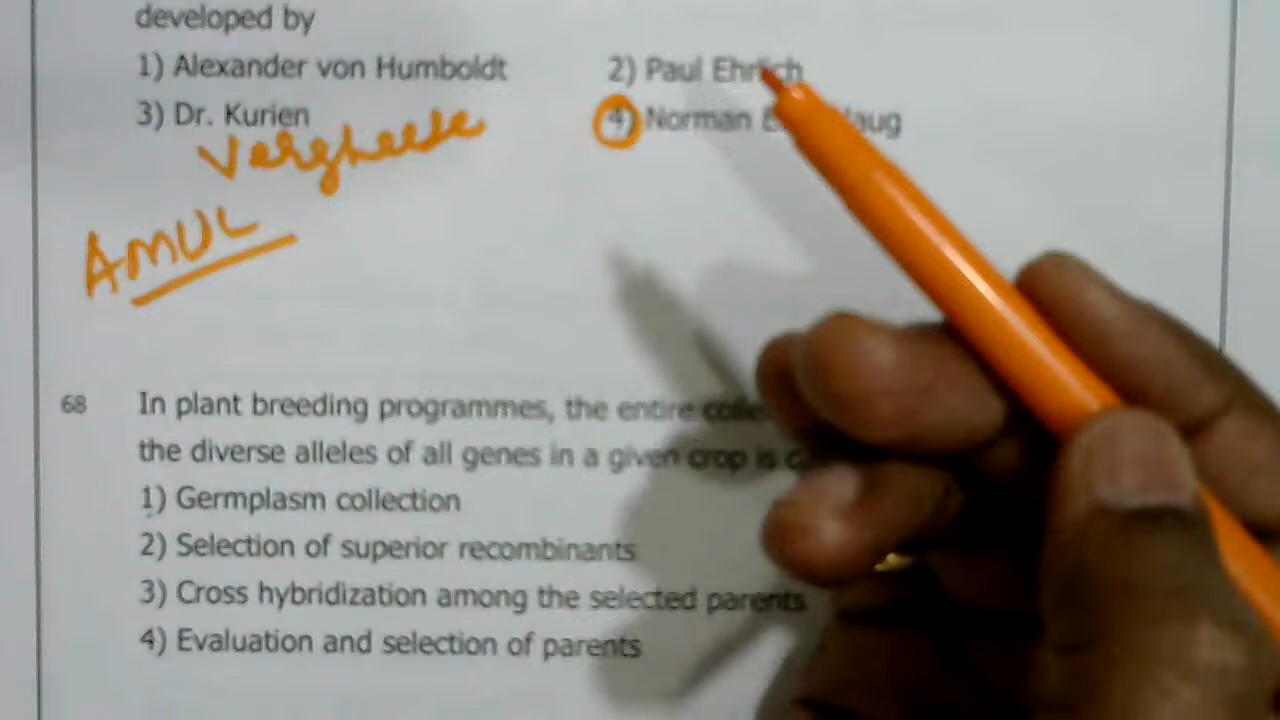 developed by
1) Alexander von Humboldt 2) Paul Ehrlich
3) Dr. Kurien 4) Norman
Verghese
AMUL
68 In plant breeding programmes, the entire
the diverse alleles of all genes in a given crop is
1) Germplasm collection
2) Selection of superior recombinants
3) Cross hybridization among the selected parents
4) Evaluation and selection of parents